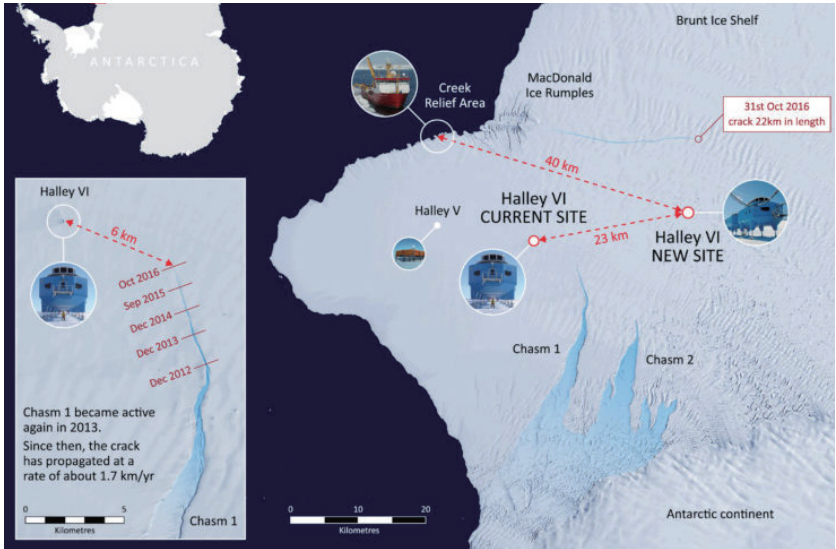 ANTARCTICA
Brunt Ice Shelf
Creek
Relief Area
MacDonald
Ice Rumples
31st Oct 2016
crack 22km in length
40 km
Halley V
Halley VI
CURRENT SITE
23 km
Halley VI
NEW SITE
Chasm 1
Chasm 2
Antarctic continent
0
10
20
Kilometres
Halley VI
6 km
Oct 2016
Sep 2015
Dec 2014
Dec 2013
Dec 2012
Chasm 1 became active
again in 2013.
Since then, the crack
has propagated at a
rate of about 1.7 km/yr
0
5
Kilometres
Chasm 1